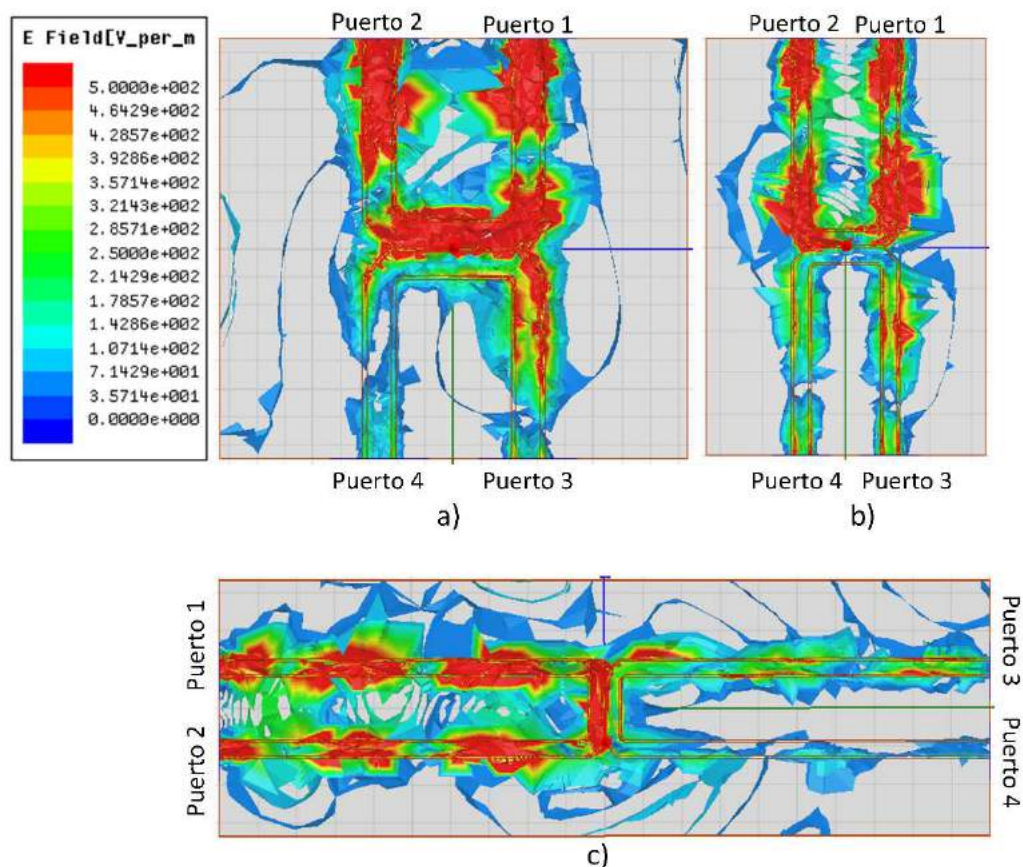 E Field[V_per_m
5.0000e+002
4.6429e+002
4.2857e+002
3.9286e+002
3.5714e+002
3.2143e+002
2.8571e+002
2.5000e+002
2.1429e+002
1.7857e+002
1.4286e+002
1.0714e+002
7.1429e+001
3.5714e+001
0.0000e+000
Puerto 2 Puerto 1
Puerto 4 Puerto 3
a)
Puerto 2 Puerto 1
Puerto 4 Puerto 3
b)
Puerto 1
Puerto 2
Puerto 3
Puerto 4
c)